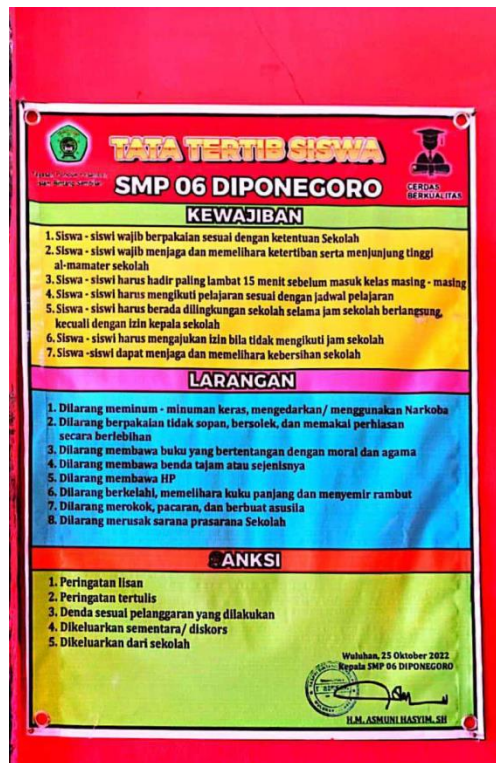 TATA TERTIB SISWA
SMP 06 DIPONEGORO
CERDAS
BERKUALITAS
KEWAJIBAN
1. Siswa - siswi wajib berpakaian sesuai dengan ketentuan Sekolah
2. Siswa - siswi wajib menjaga dan memelihara ketertiban serta menjunjung tinggi
al-mamater sekolah
3. Siswa - siswi harus hadir paling lambat 15 menit sebelum masuk kelas masing - masing
4. Siswa - siswi harus mengikuti pelajaran sesuai dengan jadwal pelajaran
5. Siswa - siswi harus berada dilingkungan sekolah selama jam sekolah berlangsung,
kecuali dengan izin kepala sekolah
6. Siswa - siswi harus mengajukan izin bila tidak mengikuti jam sekolah
7. Siswa -siswi dapat menjaga dan memelihara kebersihan sekolah
LARANGAN
1. Dilarang meminum - minuman keras, mengedarkan/ menggunakan Narkoba
2. Dilarang berpakaian tidak sopan, bersolek, dan memakai perhiasan
secara berlebihan
3. Dilarang membawa buku yang bertentangan dengan moral dan agama
4. Dilarang membawa benda tajam atau sejenisnya
5. Dilarang membawa HP
6. Dilarang berkelahi, memelihara kuku panjang dan menyemir rambut
7. Dilarang merokok, pacaran, dan berbuat asusila
8. Dilarang merusak sarana prasarana Sekolah
SANKSI
1. Peringatan lisan
2. Peringatan tertulis
3. Denda sesuai pelanggaran yang dilakukan
4. Dikeluarkan sementara/ diskors
5. Dikeluarkan dari sekolah
Wuluhan, 25 Oktober 2022
Kepala SMP 06 DIPONEGORO
H.M. ASMUNI HASYIM, SH